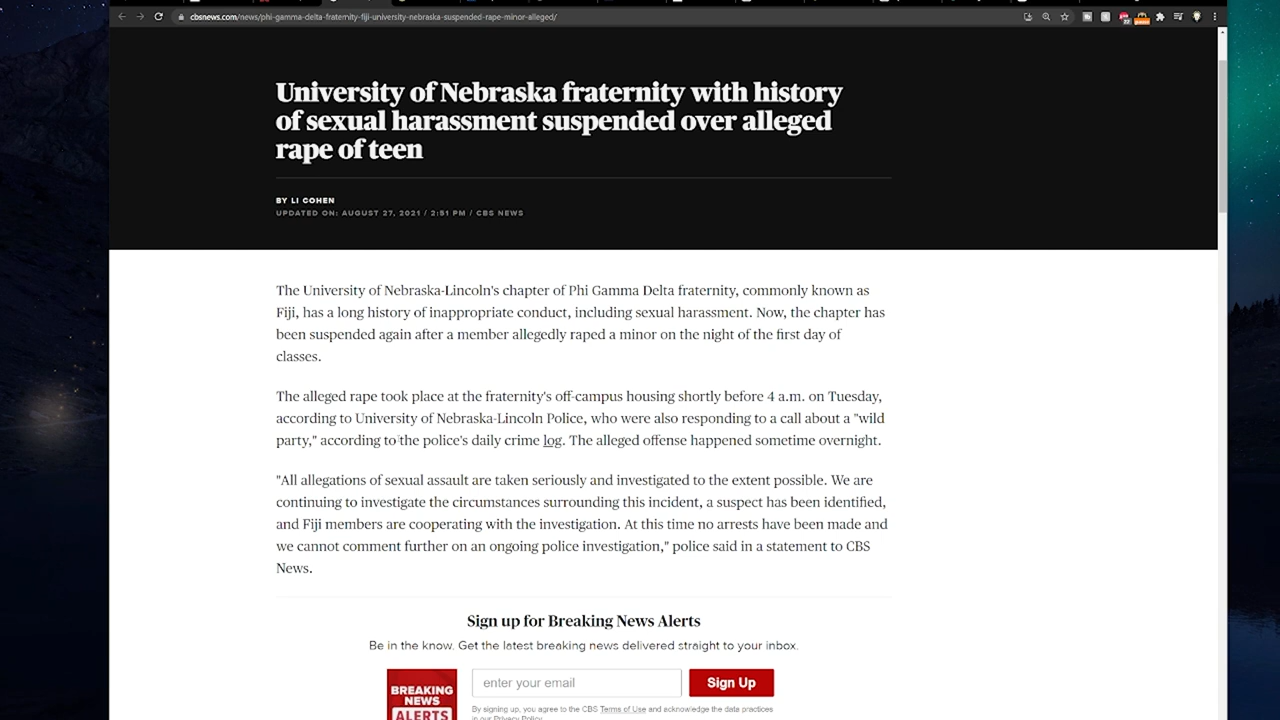 cbsnews.com/news/phi-gamma-delta-fraternity-fiji-university-nebraska-suspended-rape-minor-alleged/
University of Nebraska fraternity with history
of sexual harassment suspended over alleged
rape of teen
BY LI COHEN
UPDATED ON: AUGUST 27, 2021 / 2:51 PM / CBS NEWS
The University of Nebraska-Lincoln's chapter of Phi Gamma Delta fraternity, commonly known as
Fiji, has a long history of inappropriate conduct, including sexual harassment. Now, the chapter has
been suspended again after a member allegedly raped a minor on the night of the first day of
classes.
The alleged rape took place at the fraternity's off-campus housing shortly before 4 a.m. on Tuesday,
according to University of Nebraska-Lincoln Police, who were also responding to a call about a "wild
party," according to the police's daily crime log. The alleged offense happened sometime overnight.
"All allegations of sexual assault are taken seriously and investigated to the extent possible. We are
continuing to investigate the circumstances surrounding this incident, a suspect has been identified,
and Fiji members are cooperating with the investigation. At this time no arrests have been made and
we cannot comment further on an ongoing police investigation," police said in a statement to CBS
News.
Sign up for Breaking News Alerts
Be in the know. Get the latest breaking news delivered straight to your inbox.
BREAKING
NEWS
ALERTS
enter your email
Sign Up
By signing up, you agree to the CBS Terms of Use and acknowledge the data practices
in our Privacy Policy.